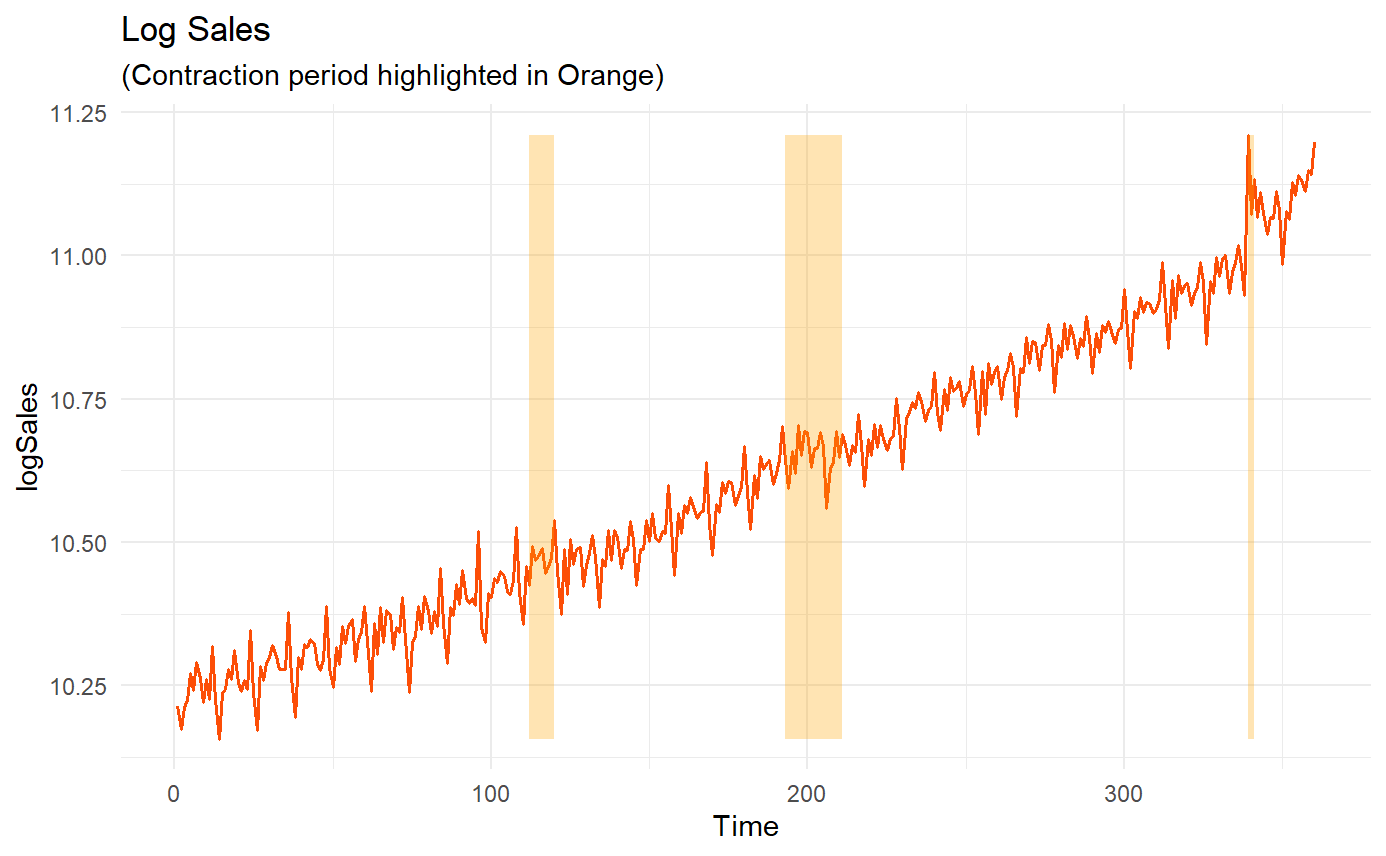 Log Sales
(Contraction period highlighted in Orange)
11.25
11.00
10.75
10.50
10.25
logSales
0 100 200 300
Time